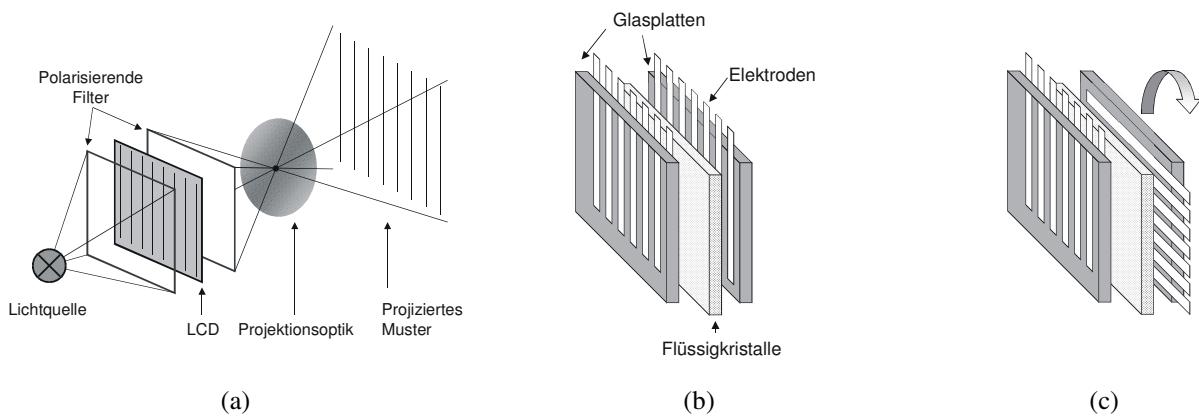 Polarisierende
Filter
Lichtquelle
LCD
Projektionsoptik
Projiziertes
Muster
(a)
Glasplatten
Elektroden
Flüssigkristalle
(b)
(c)